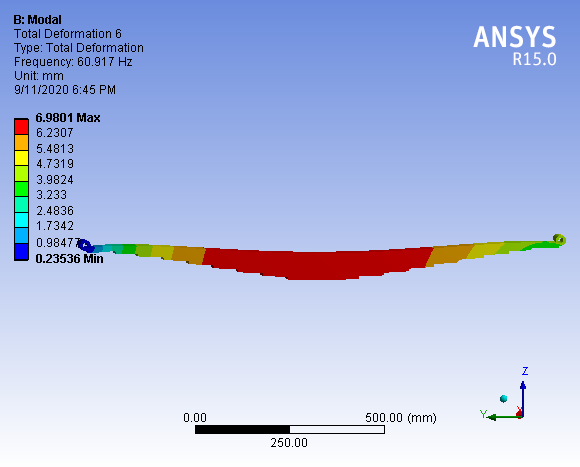 B: Modal
Total Deformation 6
Type: Total Deformation
Frequency: 60.917 Hz
Unit: mm
9/11/2020 6:45 PM
ANSYS
R15.0
6.9801 Max
6.2307
5.4813
4.7319
3.9824
3.233
2.4836
1.7342
0.98477
0.23536 Min
0.00
500.00 (mm)
250.00
Z
Y
X